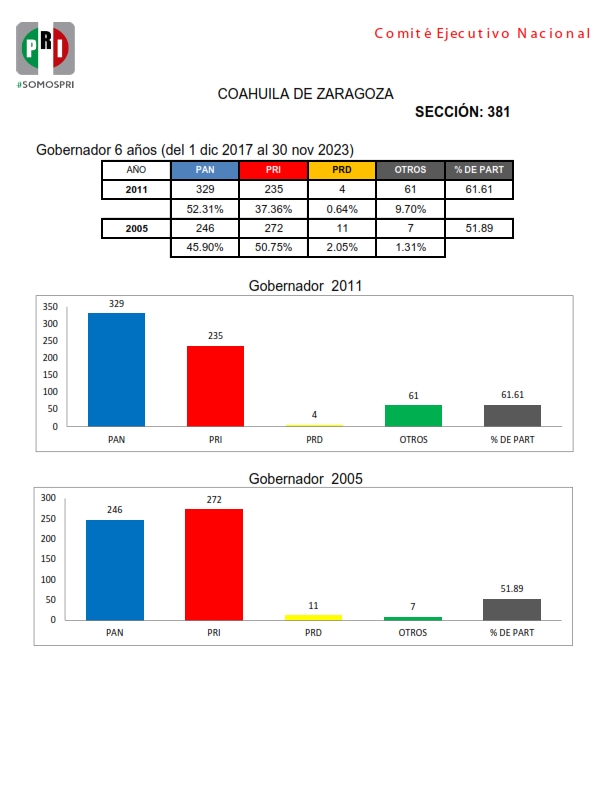 Comité Ejecutivo Nacional
PRI
#SOMOSPRI
COAHUILA DE ZARAGOZA
SECCIÓN: 381
Gobernador 6 años (del 1 dic 2017 al 30 nov 2023)
AÑO PAN PRI PRD OTROS % DE PART
2011 329 235 4 61 61.61
52.31% 37.36% 0.64% 9.70%
2005 246 272 11 7 51.89
45.90% 50.75% 2.05% 1.31%
Gobernador 2011
350
300
250
200
150
100
50
0
329
235
4
61
61.61
PAN PRI PRD OTROS % DE PART
Gobernador 2005
300
250
200
150
100
50
0
246
272
11
7
51.89
PAN PRI PRD OTROS % DE PART